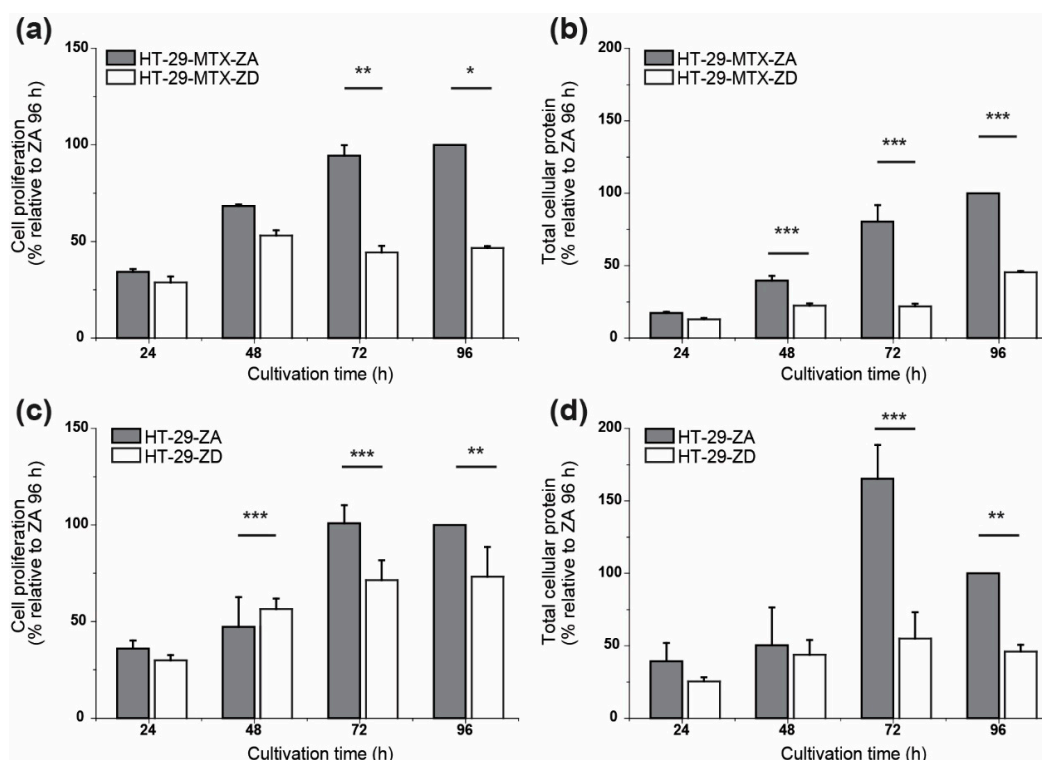 (a)
150
HT-29-MTX-ZA
HT-29-MTX-ZD
**
*
100
50
0
Cell proliferation
(% relative to ZA 96 h)
24 48 72 96
Cultivation time (h)
(b)
200
HT-29-MTX-ZA
HT-29-MTX-ZD
***
***
***
150
100
50
0
Total cellular protein
(% relative to ZA 96 h)
24 48 72 96
Cultivation time (h)
(c)
150
HT-29-ZA
HT-29-ZD
***
***
**
100
50
0
Cell proliferation
(% relative to ZA 96 h)
24 48 72 96
Cultivation time (h)
(d)
200
HT-29-ZA
HT-29-ZD
***
**
150
100
50
0
Total cellular protein
(% relative to ZA 96 h)
24 48 72 96
Cultivation time (h)